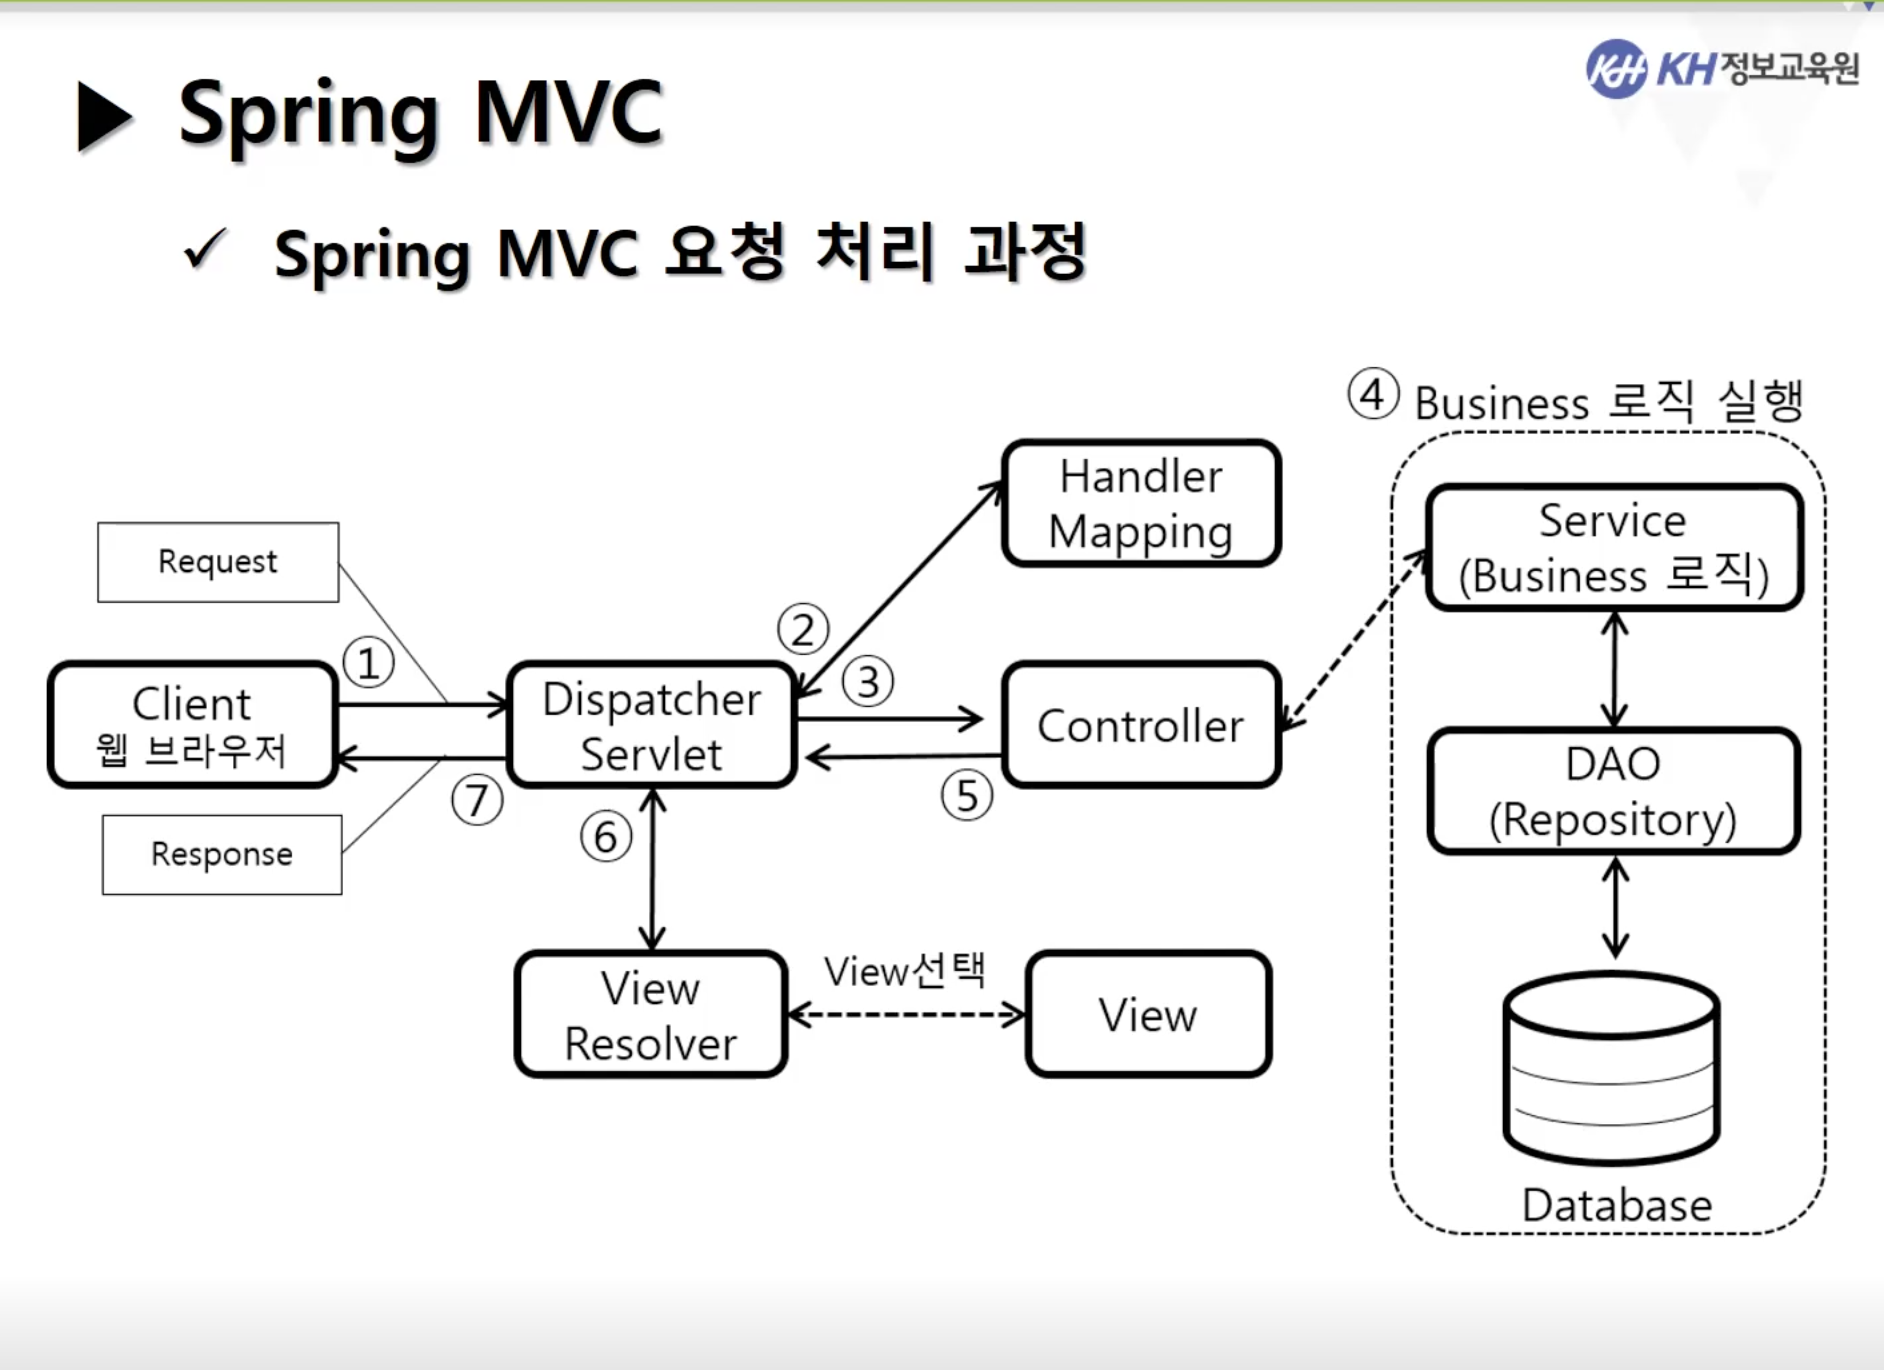 KH KH정보교육원
▶ Spring MVC
✓ Spring MVC 요청 처리 과정
④ Business 로직 실행
Handler
Mapping
Service
(Business 로직)
Request
②
③
①
Client
웹 브라우저
Dispatcher
Servlet
Controller
DAO
(Repository)
⑦
⑥
⑤
Response
View선택
View
Resolver
View
Database